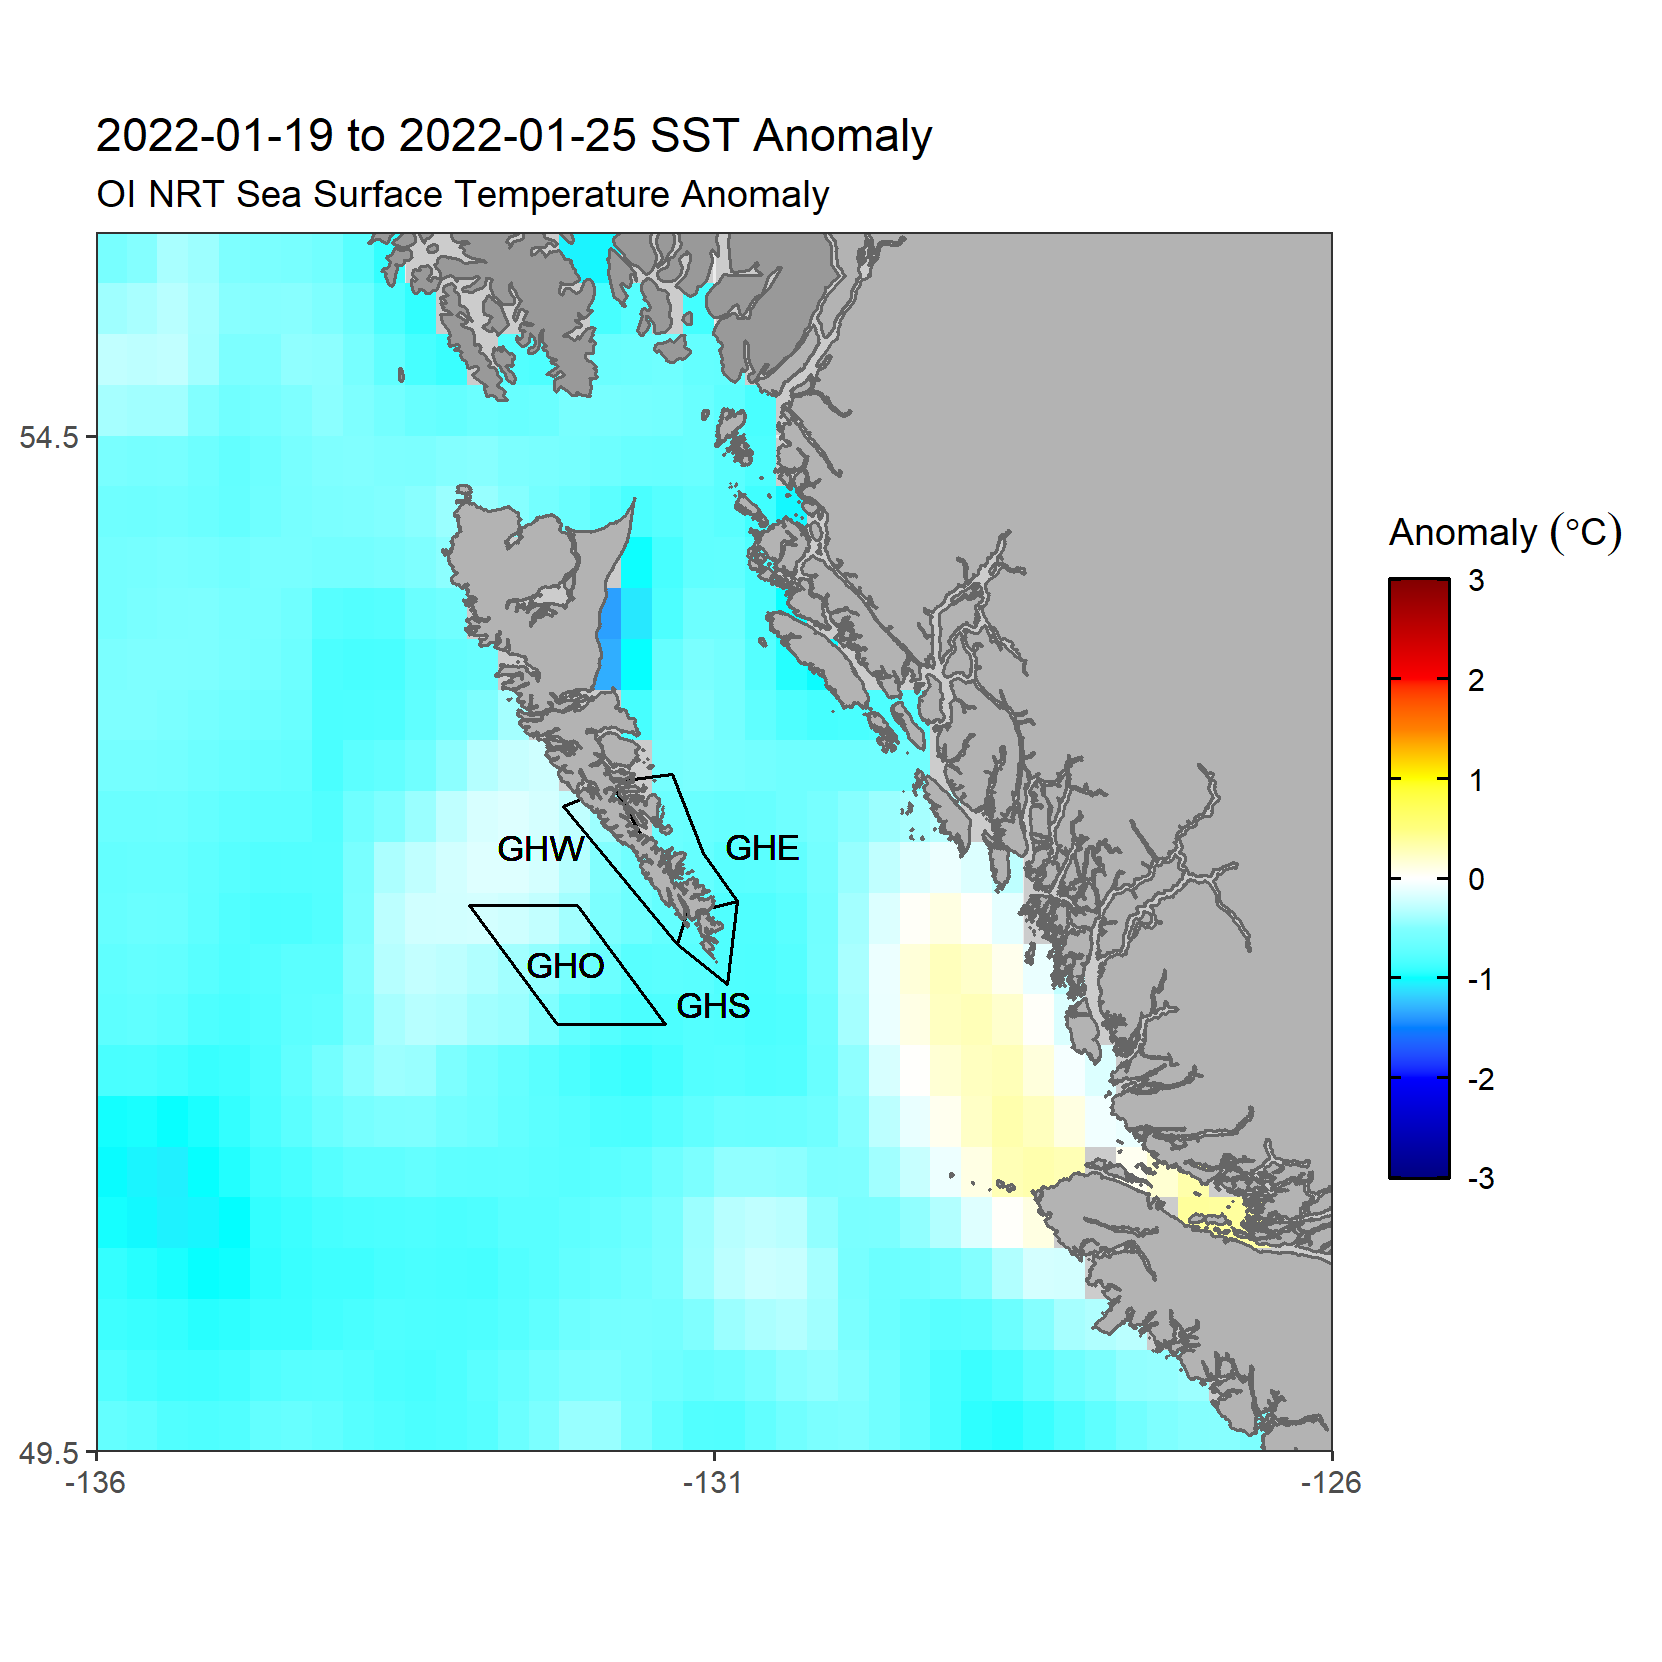 2022-01-19 to 2022-01-25 SST Anomaly
OI NRT Sea Surface Temperature Anomaly
54.5
49.5
-136
-131
-126
GHW
GHE
GHO
GHS
Anomaly (°C)
3
2
1
0
-1
-2
-3